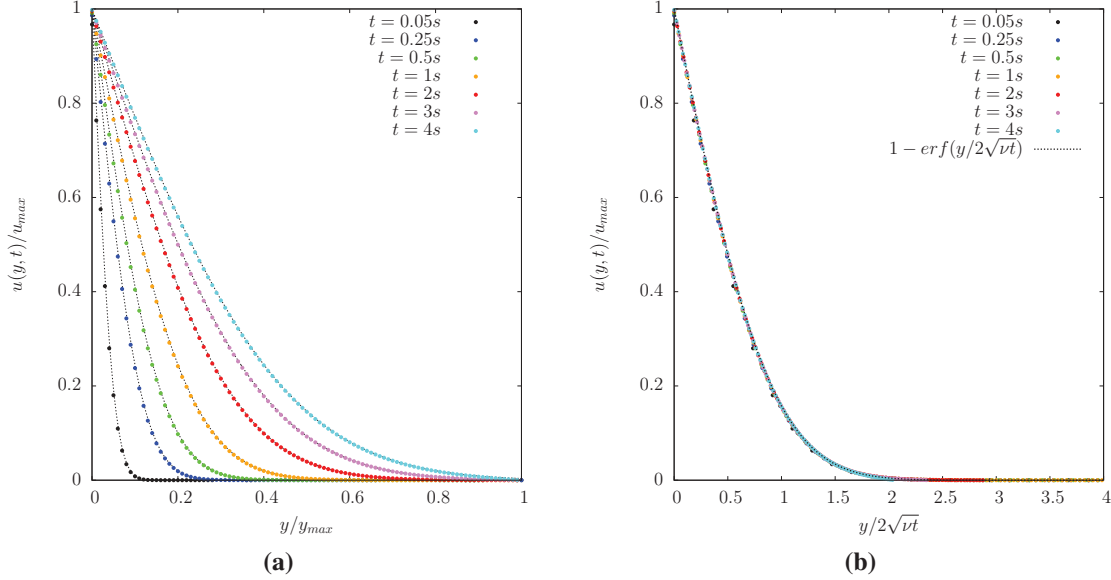 t = 0.05s
t = 0.25s
t = 0.5s
t = 1s
t = 2s
t = 3s
t = 4s
1
0.8
0.6
0.4
0.2
0
u(y, t)/u_max
0 0.2 0.4 0.6 0.8 1
y/y_max
(a)
t = 0.05s
t = 0.25s
t = 0.5s
t = 1s
t = 2s
t = 3s
t = 4s
1 − erf(y/2√νt)
1
0.8
0.6
0.4
0.2
0
u(y, t)/u_max
0 0.5 1 1.5 2 2.5 3 3.5 4
y/2√νt
(b)